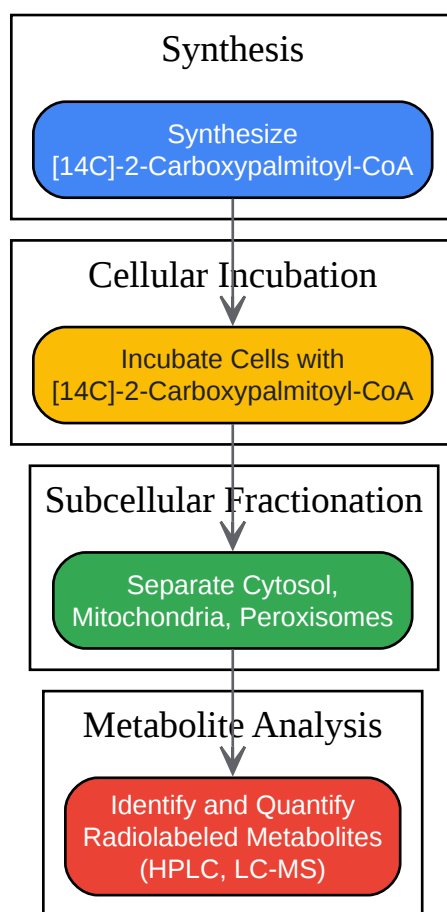 Synthesis
Synthesize
[14C]-2-Carboxypalmitoyl-CoA
Cellular Incubation
Incubate Cells with
[14C]-2-Carboxypalmitoyl-CoA
Subcellular Fractionation
Separate Cytosol,
Mitochondria, Peroxisomes
Metabolite Analysis
Identify and Quantify
Radiolabeled Metabolites
(HPLC, LC-MS)